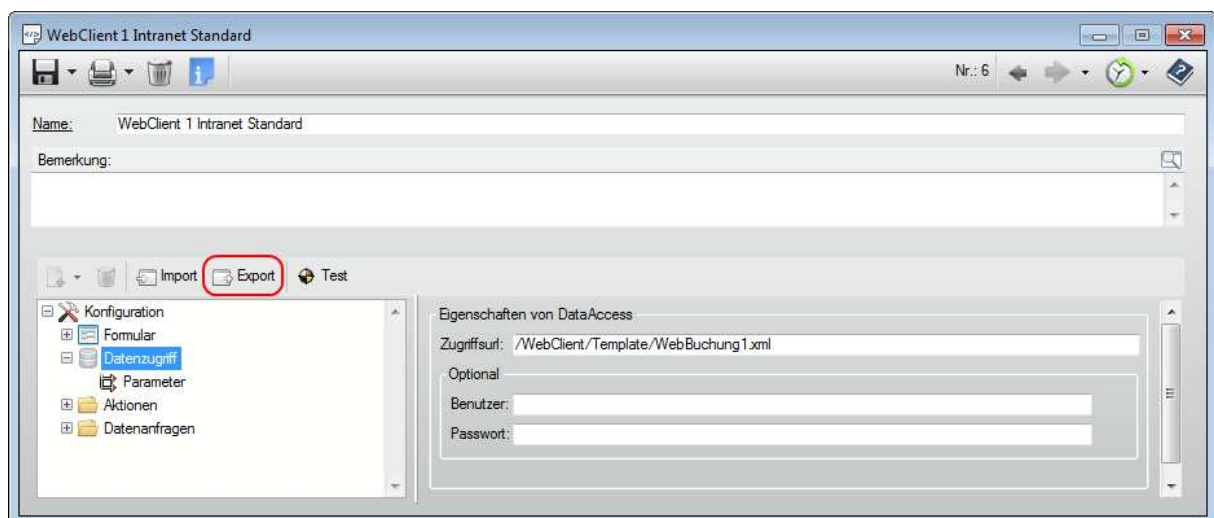 WebClient 1 Intranet Standard
Nr.: 6
Name: WebClient 1 Intranet Standard
Bemerkung:
Import Export Test
Konfiguration
Formular
Datenzugriff
Parameter
Aktionen
Datenanfragen
Eigenschaften von DataAccess
Zugriffsurl: /WebClient/Template/WebBuchung1.xml
Optional
Benutzer:
Passwort: